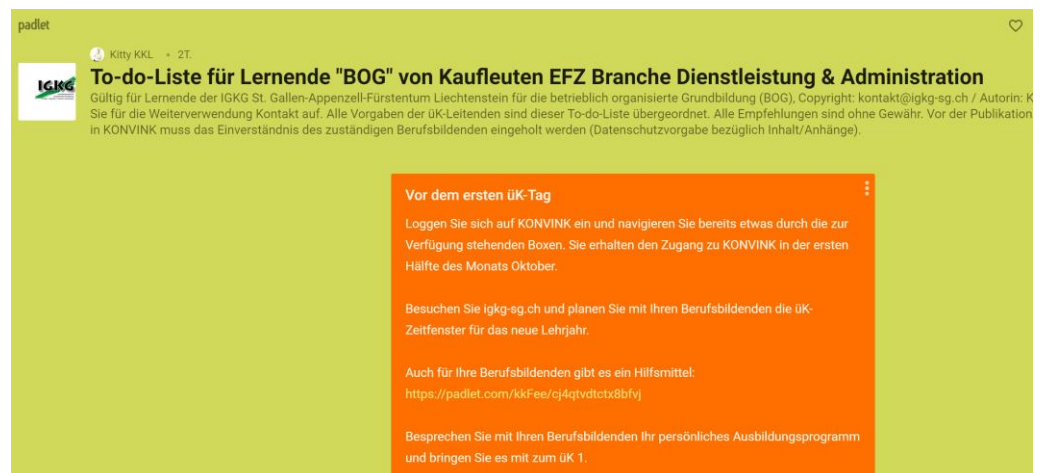 padlet
Kitty KKL • 2T.
IGKG
To-do-Liste für Lernende "BOG" von Kaufleuten EFZ Branche Dienstleistung & Administration
Gültig für Lernende der IGKG St. Gallen-Appenzell-Fürstentum Liechtenstein für die betrieblich organisierte Grundbildung (BOG), Copyright: kontakt@igkg-sg.ch / Autorin: K
Sie für die Weiterverwendung Kontakt auf. Alle Vorgaben der üK-Leitenden sind dieser To-do-Liste übergeordnet. Alle Empfehlungen sind ohne Gewähr. Vor der Publikation
in KONVINK muss das Einverständnis des zuständigen Berufsbildenden eingeholt werden (Datenschutzvorgabe bezüglich Inhalt/Anhänge).
Vor dem ersten üK-Tag
Loggen Sie sich auf KONVINK ein und navigieren Sie bereits etwas durch die zur
Verfügung stehenden Boxen. Sie erhalten den Zugang zu KONVINK in der ersten
Hälfte des Monats Oktober.
Besuchen Sie igkg-sg.ch und planen Sie mit Ihren Berufsbildenden die üK-
Zeitfenster für das neue Lehrjahr.
Auch für Ihre Berufsbildenden gibt es ein Hilfsmittel:
https://padlet.com/kkFee/cj4qtvdtctx8bfvj
Besprechen Sie mit Ihren Berufsbildenden Ihr persönliches Ausbildungsprogramm
und bringen Sie es mit zum üK 1.